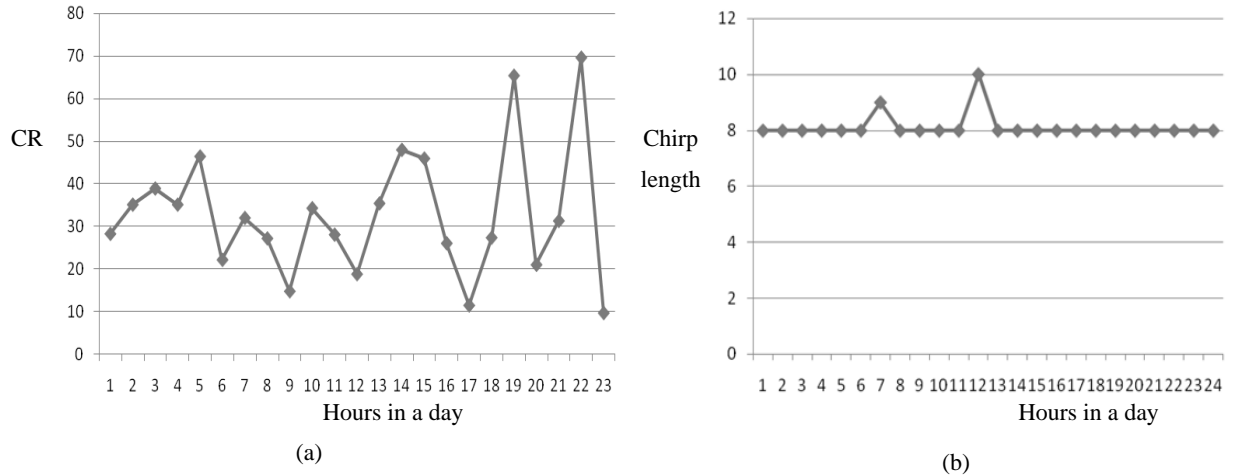 80
70
60
50
40
30
20
10
0
CR
1 2 3 4 5 6 7 8 9 10 11 12 13 14 15 16 17 18 19 20 21 22 23
Hours in a day
(a)
12
10
8
6
4
2
0
Chirp
length
1 2 3 4 5 6 7 8 9 10 11 12 13 14 15 16 17 18 19 20 21 22 23 24
Hours in a day
(b)